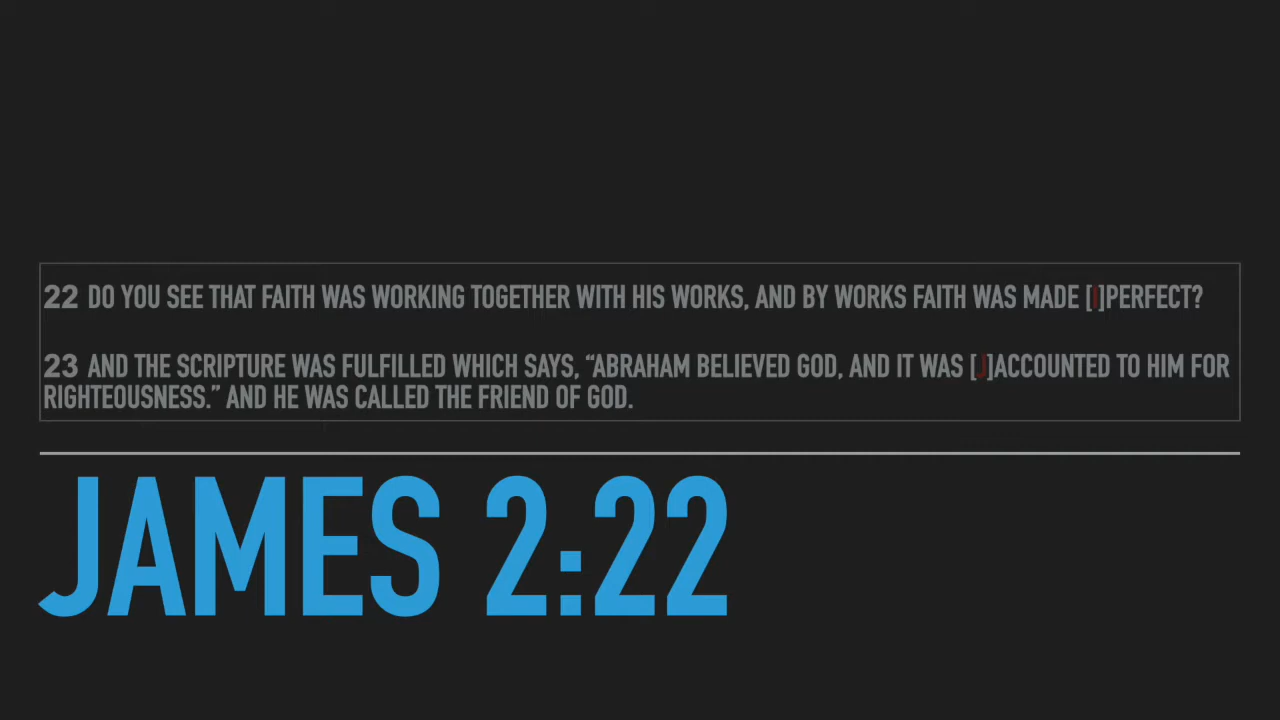 22 DO YOU SEE THAT FAITH WAS WORKING TOGETHER WITH HIS WORKS, AND BY WORKS FAITH WAS MADE [I]PERFECT?
23 AND THE SCRIPTURE WAS FULFILLED WHICH SAYS, “ABRAHAM BELIEVED GOD, AND IT WAS [J]ACCOUNTED TO HIM FOR
RIGHTEOUSNESS.” AND HE WAS CALLED THE FRIEND OF GOD.
JAMES 2:22